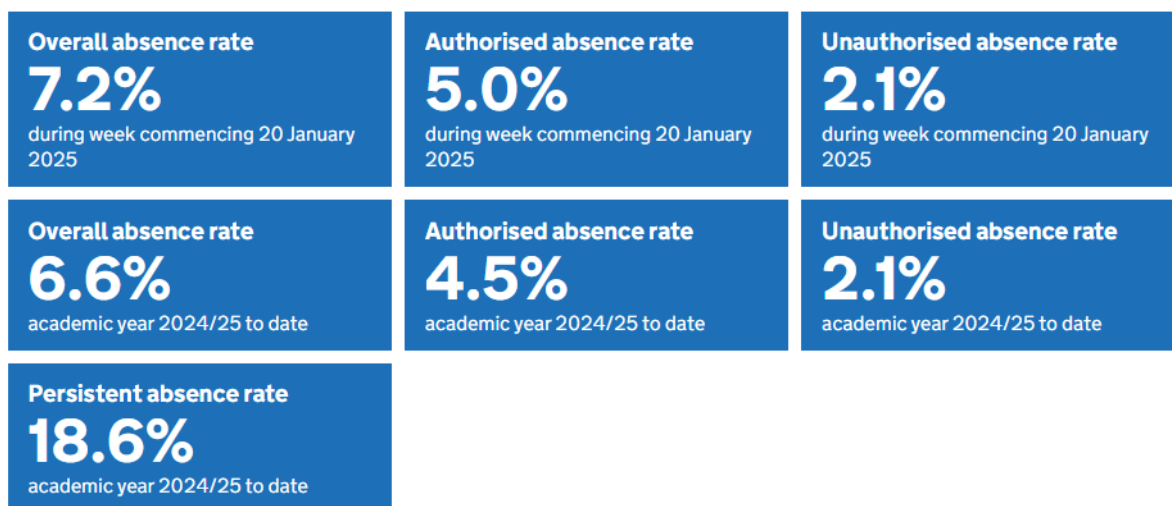 Overall absence rate
7.2%
during week commencing 20 January
2025
Authorised absence rate
5.0%
during week commencing 20 January
2025
Unauthorised absence rate
2.1%
during week commencing 20 January
2025
Overall absence rate
6.6%
academic year 2024/25 to date
Authorised absence rate
4.5%
academic year 2024/25 to date
Unauthorised absence rate
2.1%
academic year 2024/25 to date
Persistent absence rate
18.6%
academic year 2024/25 to date